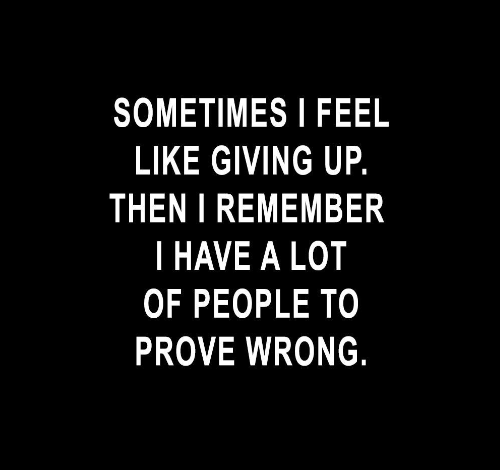 SOMETIMES I FEEL
LIKE GIVING UP.
THEN I REMEMBER
I HAVE A LOT
OF PEOPLE TO
PROVE WRONG.